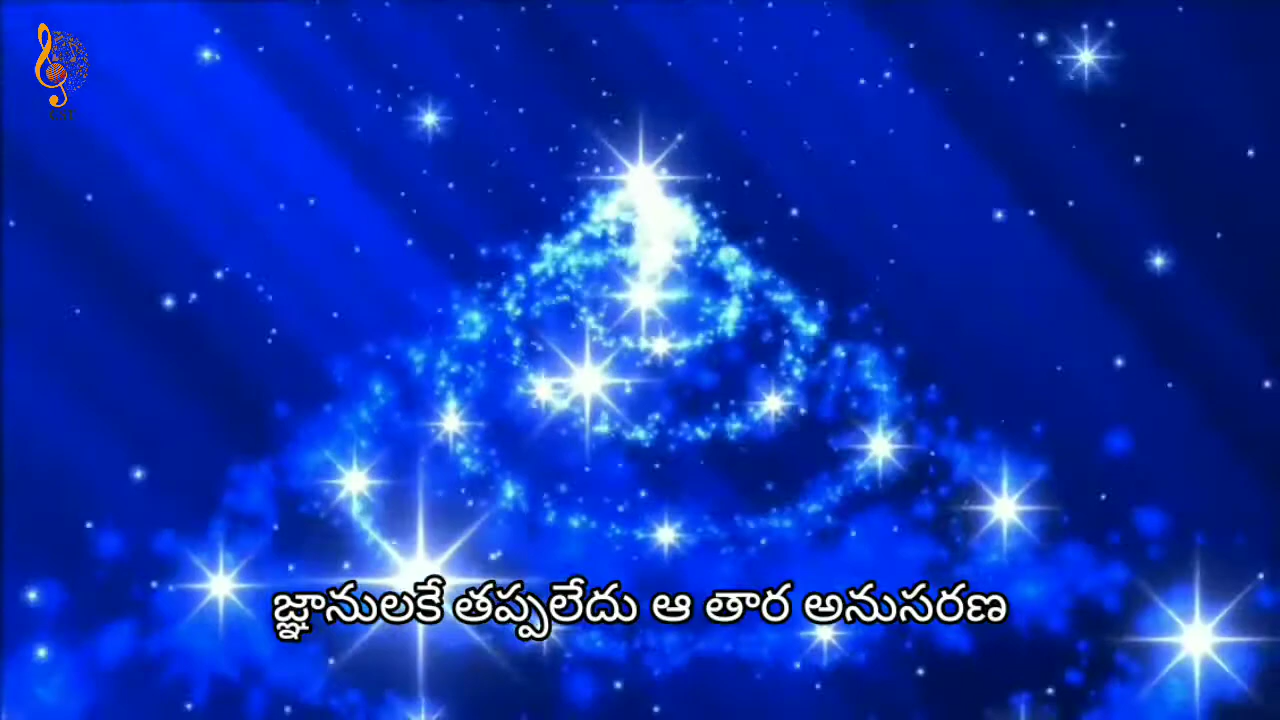 జ్ఞానులకే తప్పలేదు ఆ తార అనుసరణ